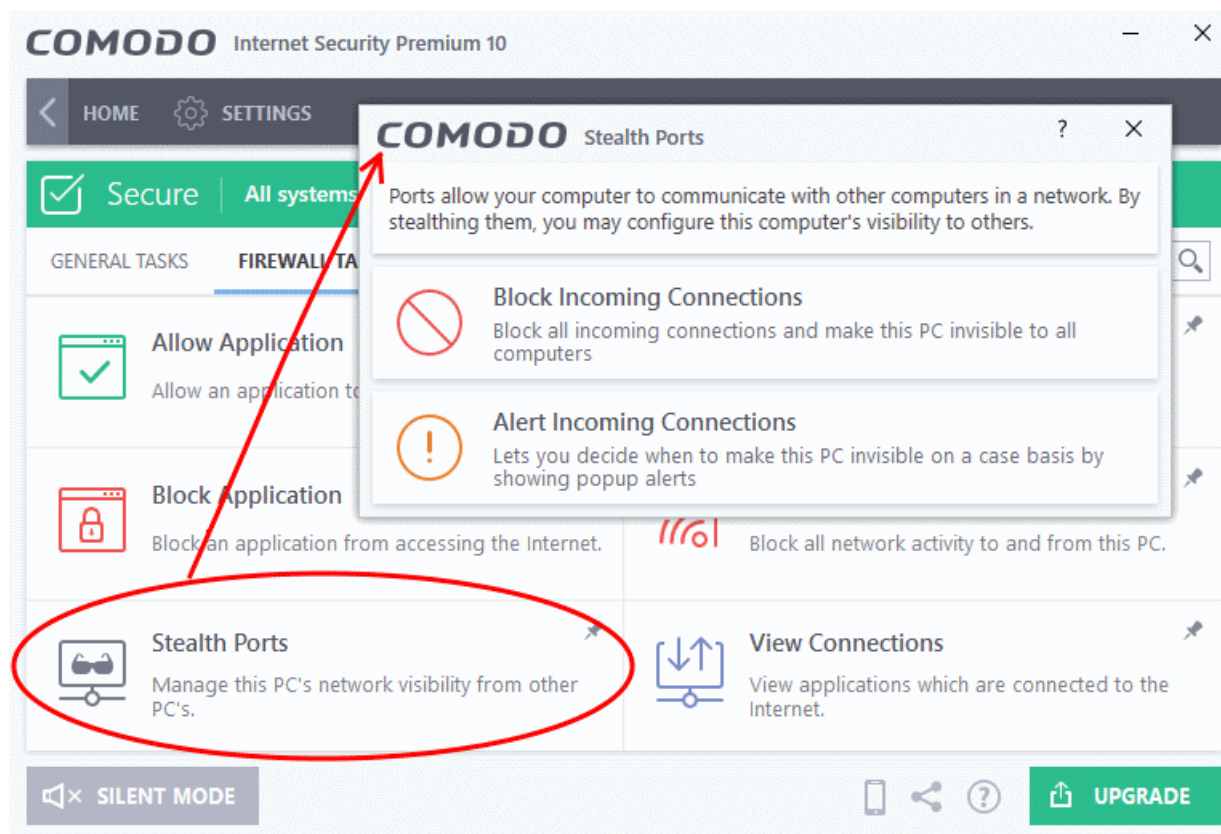 COMODO Internet Security Premium 10
HOME SETTINGS
COMODO Stealth Ports ?
Secure All systems
Ports allow your computer to communicate with other computers in a network. By
stealthing them, you may configure this computer's visibility to others.
GENERAL TASKS FIREWALL TA
Block Incoming Connections
Block all incoming connections and make this PC invisible to all
computers
Alert Incoming Connections
Lets you decide when to make this PC invisible on a case basis by
showing popup alerts
Allow Application
Allow an application to
Block Application
Block an application from accessing the Internet.
Block all network activity to and from this PC.
Stealth Ports
Manage this PC's network visibility from other
PC's.
View Connections
View applications which are connected to the
Internet.
SILENT MODE
?
UPGRADE